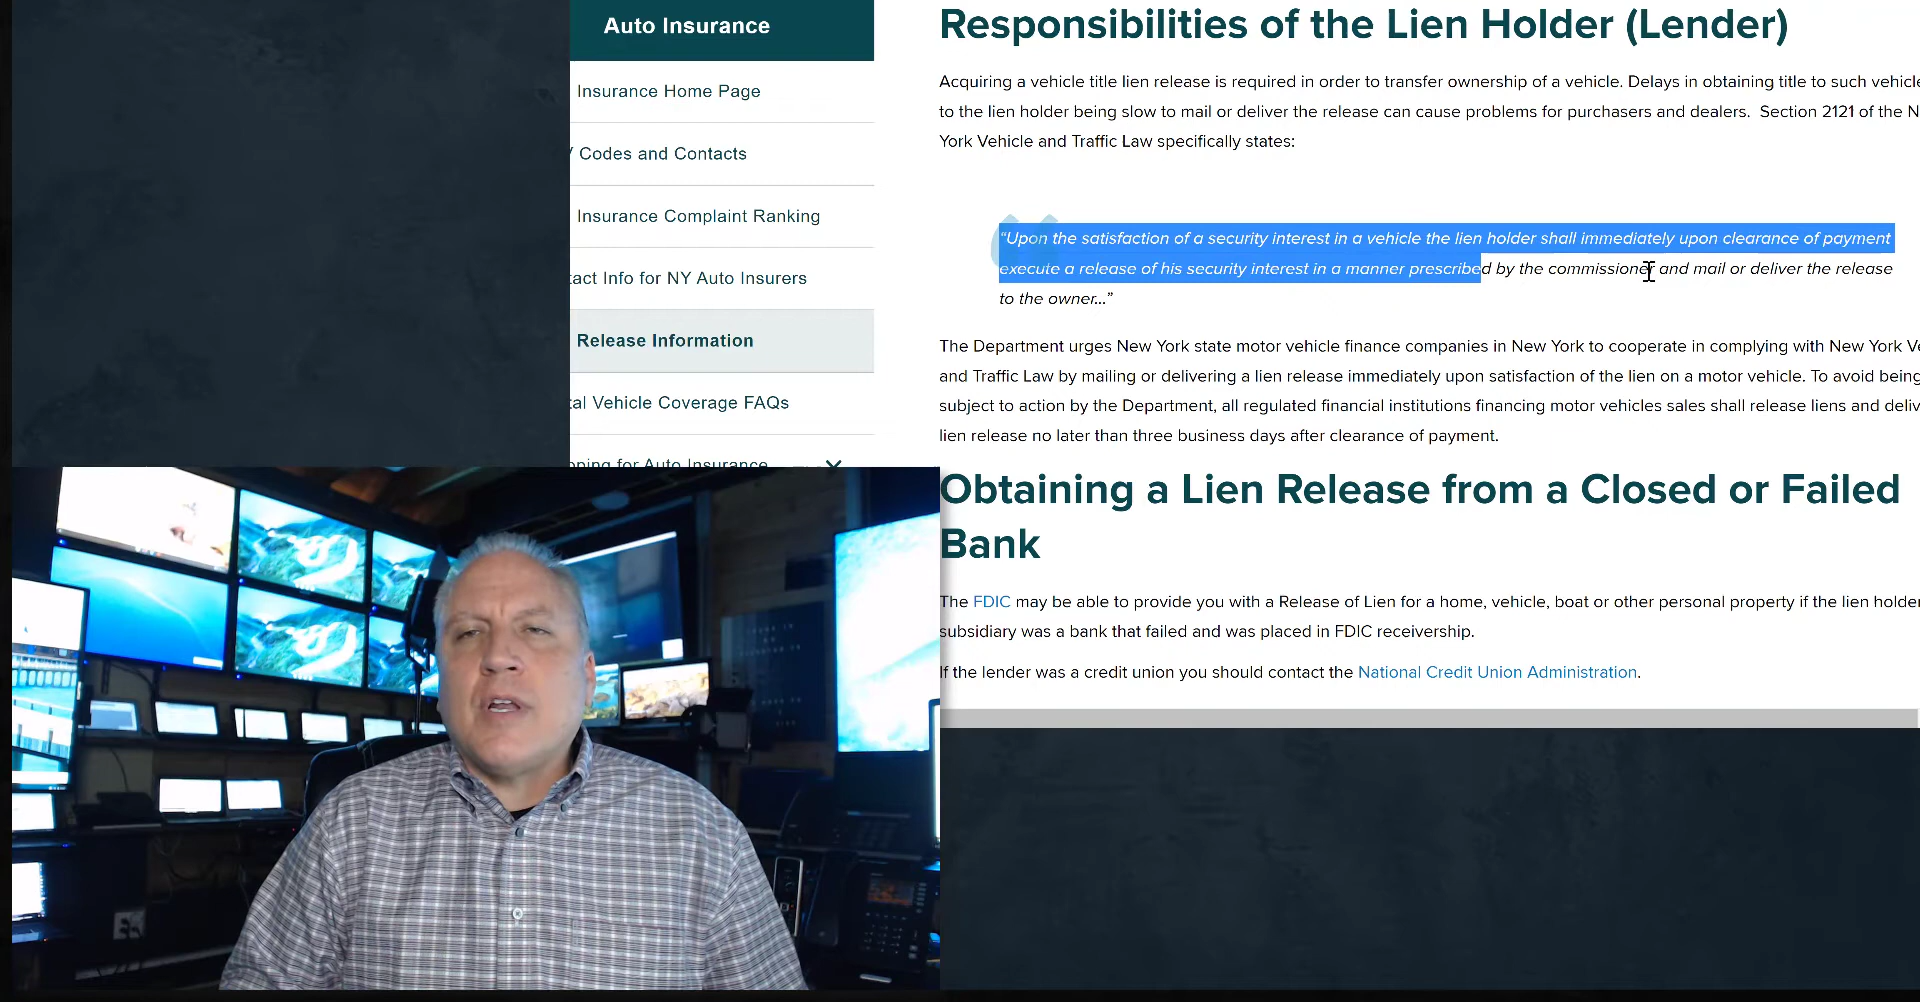 Auto Insurance
Insurance Home Page
Codes and Contacts
Insurance Complaint Ranking
Info for NY Auto Insurers
Release Information
Vehicle Coverage FAQs
for Auto Insurance
Responsibilities of the Lien Holder (Lender)
Acquiring a vehicle title lien release is required in order to transfer ownership of a vehicle. Delays in obtaining title to such
to the lien holder being slow to mail or deliver the release can cause problems for purchasers and dealers. Section 2121 of the
York Vehicle and Traffic Law specifically states:
“Upon the satisfaction of a security interest in a vehicle the lien holder shall immediately upon clearance of payment
execute a release of his security interest in a manner prescribed by the commissioner and mail or deliver the release
to the owner...”
The Department urges New York state motor vehicle finance companies in New York to cooperate in complying with New York
and Traffic Law by mailing or delivering a lien release immediately upon satisfaction of the lien on a motor vehicle. To avoid being
subject to action by the Department, all regulated financial institutions financing motor vehicles sales shall release liens and
lien release no later than three business days after clearance of payment.
Obtaining a Lien Release from a Closed or Failed
Bank
The FDIC may be able to provide you with a Release of Lien for a home, vehicle, boat or other personal property if the lien holder
subsidiary was a bank that failed and was placed in FDIC receivership.
If the lender was a credit union you should contact the National Credit Union Administration.